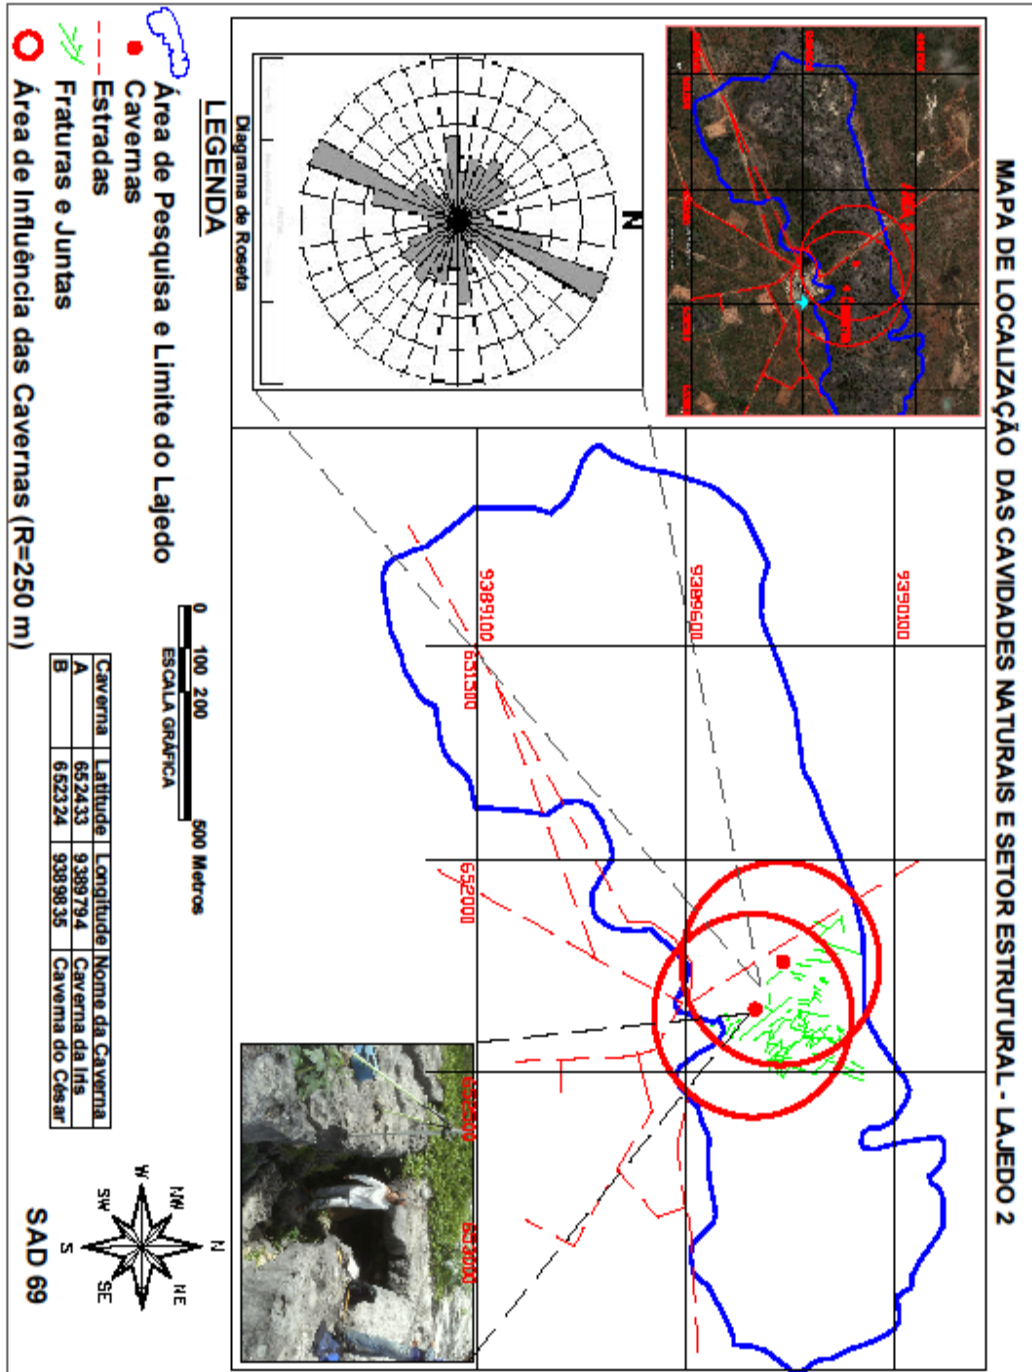 MAPA DE LOCALIZAÇÃO DAS CAVIDADES NATURAIS E SETOR ESTRUTURAL - LAJEDO 2
N
Diagrama de Roseta
9390100
9389600
9389100
651500
652000
652500
653000
LEGENDA
Área de Pesquisa e Limite do Lajedo
Cavernas
Estradas
Fraturas e Juntas
Área de Influência das Cavernas (R=250 m)
0 100 200 500 Metros
ESCALA GRÁFICA
Caverna Latitude Longitude Nome da Caverna
A 652433 9389794 Caverna da Iris
B 652324 9389835 Caverna do César
N
NW NE
W
SW SE
S
SAD 69